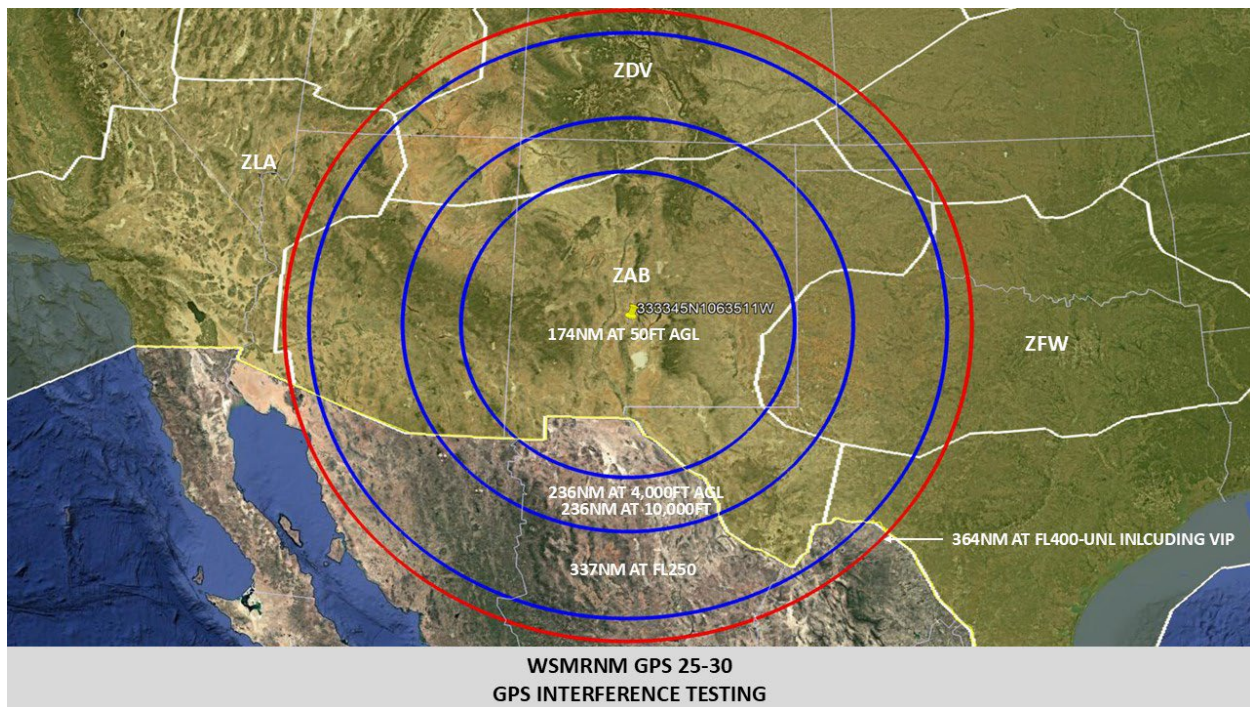 ZDV
ZLA
ZAB
333345N1063511W
174NM AT 50FT AGL
ZFW
236NM AT 4,000FT AGL
236NM AT 10,000FT
364NM AT FL400-UNL INLCUDING VIP
337NM AT FL250
WSMRNM GPS 25-30
GPS INTERFERENCE TESTING